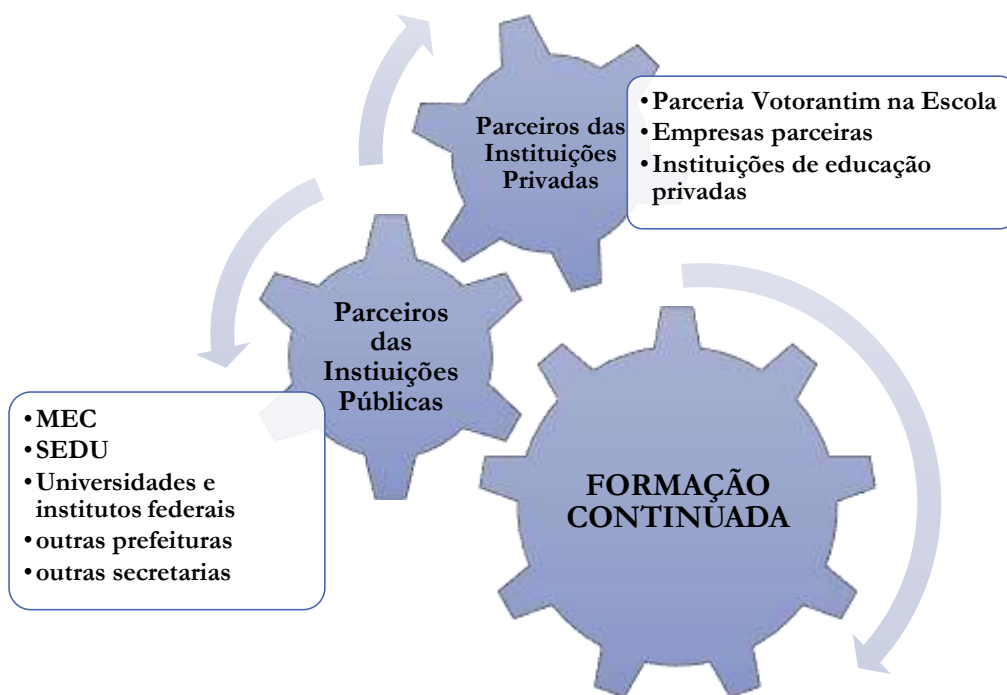 Parceiros das
Instituições
Privadas
•Parceria Votorantim na Escola
•Empresas parceiras
•Instituições de educação
privadas
Parceiros
das
Instiuições
Públicas
•MEC
•SEDU
•Universidades e
institutos federais
•outras prefeituras
•outras secretarias
FORMAÇÃO
CONTINUADA